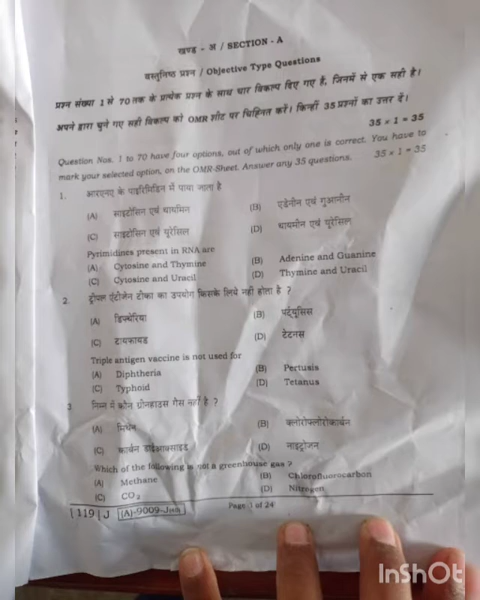 खण्ड - अ / SECTION - A
वस्तुनिष्ठ प्रश्न / Objective Type Questions
प्रश्न संख्या 1 से 70 तक के प्रत्येक प्रश्न के साथ चार विकल्प दिए गए हैं, जिनमें से एक सही है।
अपने द्वारा चुने गए सही विकल्प को OMR शीट पर चिह्नित करें। किन्हीं 35 प्रश्नों का उत्तर दें।
35 × 1 = 35
Question Nos. 1 to 70 have four options, out of which only one is correct. You have to
mark your selected option, on the OMR-Sheet. Answer any 35 questions. 35 × 1 = 35
1. आरएनए के पाइरिमिडिन में पाया जाता है
(A) साइटोसिन एवं थायमिन (B) एडेनीन एवं गुआनीन
(C) साइटोसिन एवं यूरेसिल (D) थायमीन एवं यूरेसिल
Pyrimidines present in RNA are
(A) Cytosine and Thymine (B) Adenine and Guanine
(C) Cytosine and Uracil (D) Thymine and Uracil
2. ट्रीपल एंटीजेन टीका का उपयोग किसके लिये नहीं होता है ?
(A) डिफ्थेरिया (B) पर्ट्यूसिस
(C) टायफायड (D) टेटनस
Triple antigen vaccine is not used for
(A) Diphtheria (B) Pertusis
(C) Typhoid (D) Tetanus
3. निम्न में कौन ग्रीनहाउस गैस नहीं है ?
(A) मिथेन (B) क्लोरोफ्लोरोकार्बन
(C) कार्बन डाईआक्साइड (D) नाइट्रोजन
Which of the following is not a greenhouse gas ?
(A) Methane (B) Chlorofluorocarbon
(C) CO₂ (D) Nitrogen
[ 119 ] J (A)-9009-
Page 1 of 24
InShOt